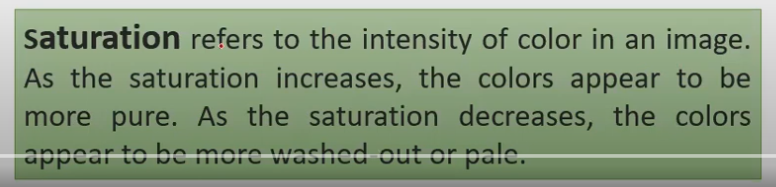 Saturation refers to the intensity of color in an image.
As the saturation increases, the colors appear to be
more pure. As the saturation decreases, the colors
appear to be more washed-out or pale.